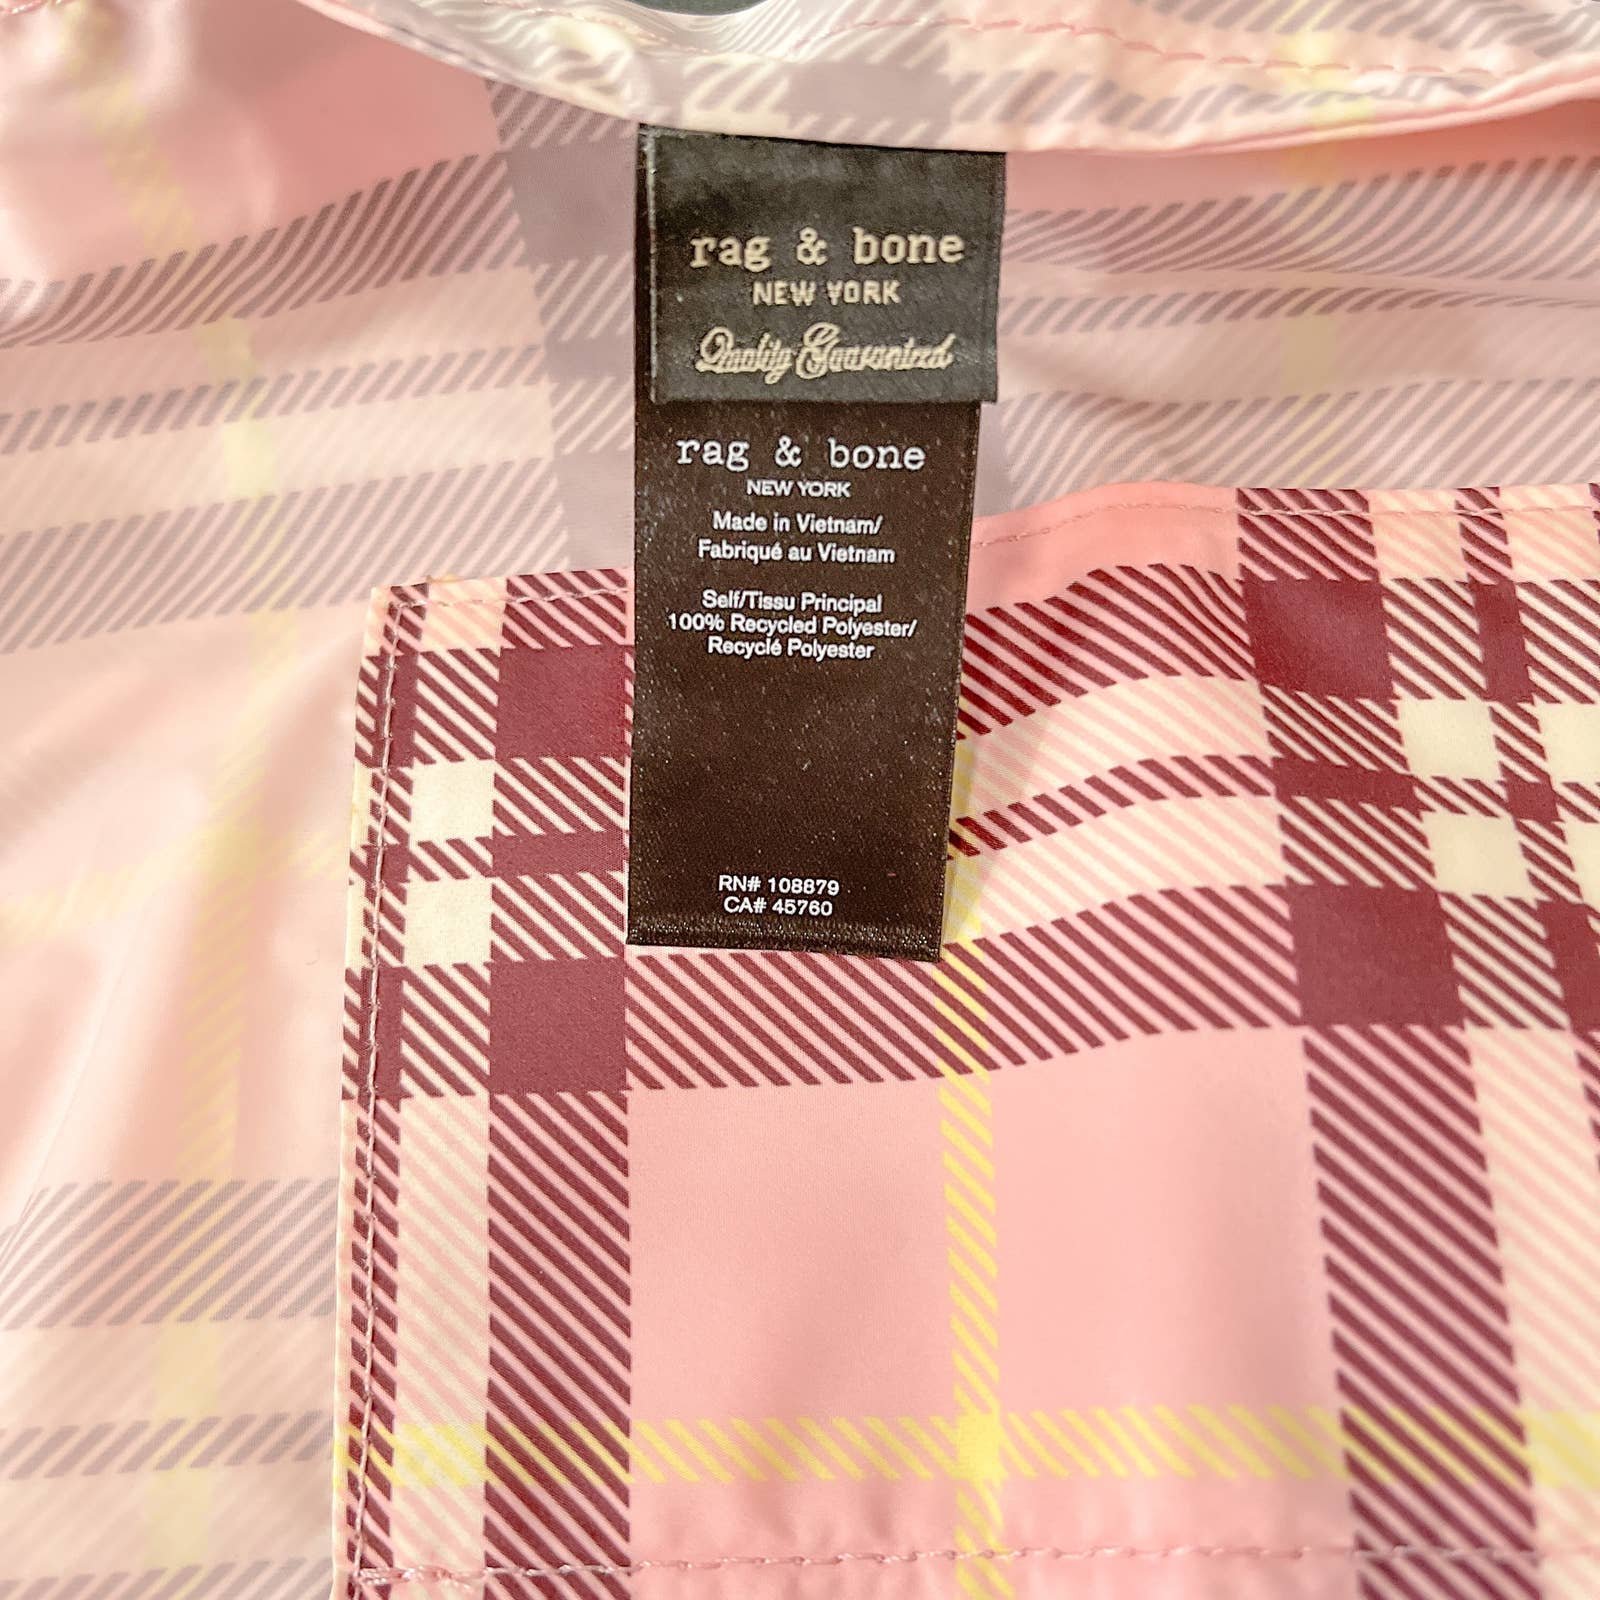 rag & bone
NEW YORK
Quality Guaranteed
rag & bone
NEW YORK
Made in Vietnam/
Fabriqué au Vietnam
Self/Tissu Principal
100% Recycled Polyester/
Recyclé Polyester
RN# 108879
CA# 45760